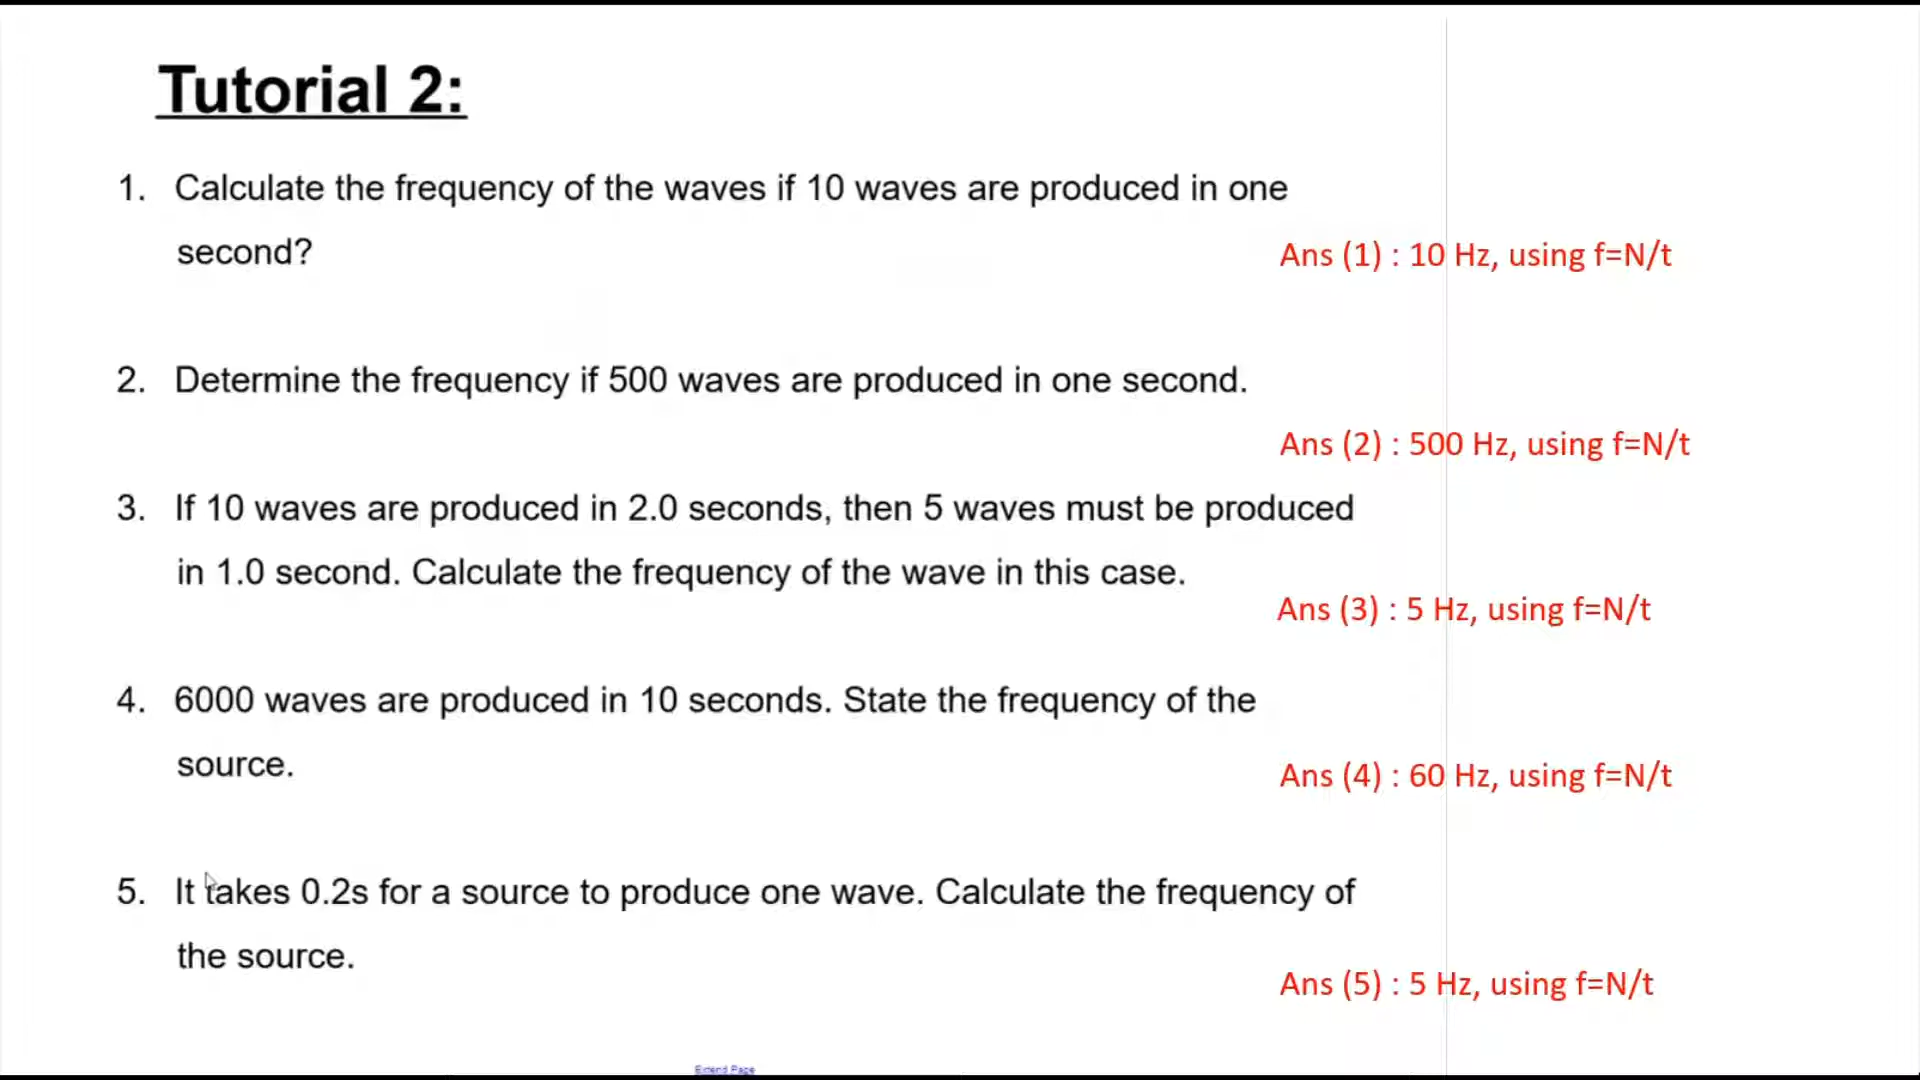 Tutorial 2:
1. Calculate the frequency of the waves if 10 waves are produced in one
second?
Ans (1) : 10 Hz, using f=N/t
2. Determine the frequency if 500 waves are produced in one second.
Ans (2) : 500 Hz, using f=N/t
3. If 10 waves are produced in 2.0 seconds, then 5 waves must be produced
in 1.0 second. Calculate the frequency of the wave in this case.
Ans (3) : 5 Hz, using f=N/t
4. 6000 waves are produced in 10 seconds. State the frequency of the
source.
Ans (4) : 60 Hz, using f=N/t
5. It takes 0.2s for a source to produce one wave. Calculate the frequency of
the source.
Ans (5) : 5 Hz, using f=N/t
Extend Page